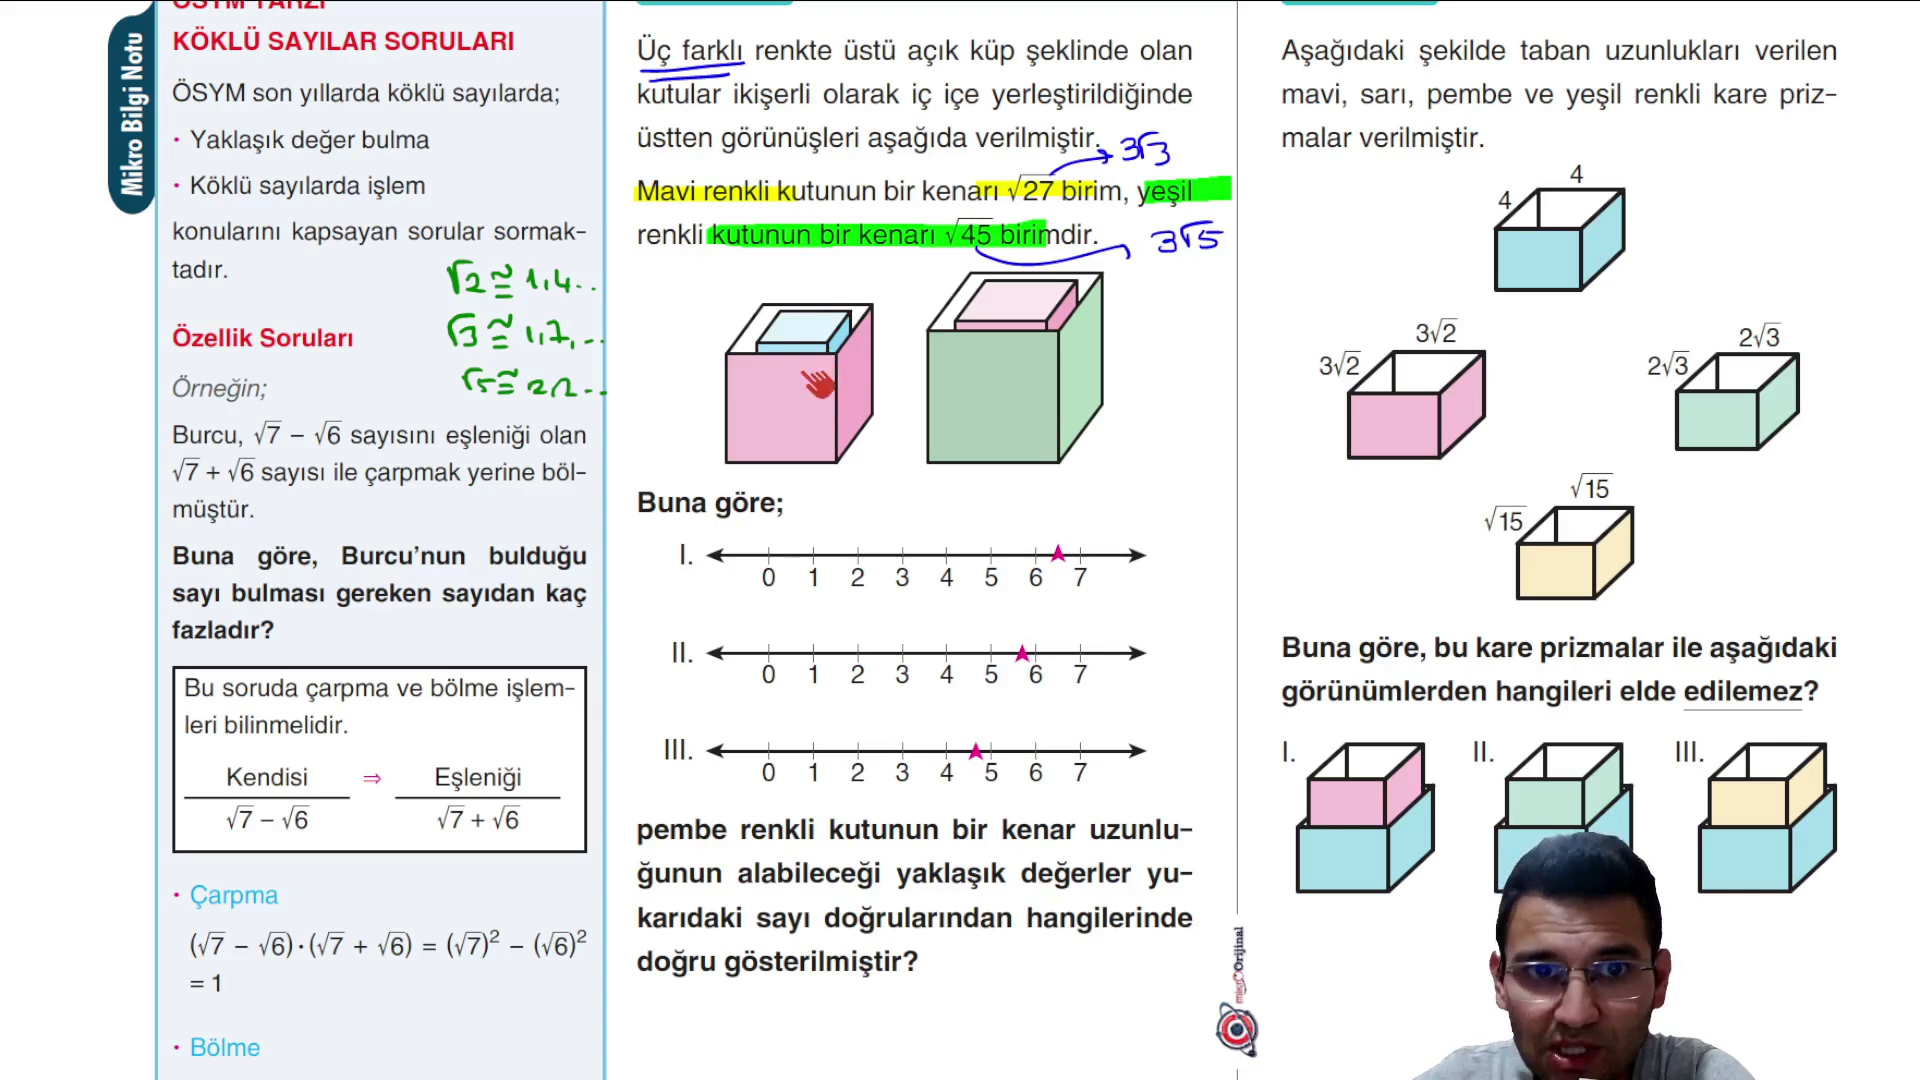 ÖSYM TARZI
KÖKLÜ SAYILAR SORULARI
Mikro Bilgi Notu
ÖSYM son yıllarda köklü sayılarda;
• Yaklaşık değer bulma
• Köklü sayılarda işlem
konularını kapsayan sorular sormak-
tadır.
√2 ≅ 1,4..
√3 ≅ 1,7,..
√5 ≅ 2,2..
Özellik Soruları
Örneğin;
Burcu, √7 – √6 sayısını eşleniği olan
√7 + √6 sayısı ile çarpmak yerine böl-
müştür.
Buna göre, Burcu’nun bulduğu
sayı bulması gereken sayıdan kaç
fazladır?
Bu soruda çarpma ve bölme işlem-
leri bilinmelidir.
Kendisi ⇒ Eşleniği
√7 – √6 √7 + √6
• Çarpma
(√7 – √6)·(√7 + √6) = (√7)² – (√6)²
= 1
• Bölme
Üç farklı renkte üstü açık küp şeklinde olan
kutular ikişerli olarak iç içe yerleştirildiğinde
üstten görünüşleri aşağıda verilmiştir.
3√3
Mavi renkli kutunun bir kenarı √27 birim, yeşil
renkli kutunun bir kenarı √45 birimdir.
3√5
Buna göre;
I.
0 1 2 3 4 5 6 7
II.
0 1 2 3 4 5 6 7
III.
0 1 2 3 4 5 6 7
pembe renkli kutunun bir kenar uzunlu-
ğunun alabileceği yaklaşık değerler yu-
karıdaki sayı doğrularından hangilerinde
doğru gösterilmiştir?
mikro Orijinal
Aşağıdaki şekilde taban uzunlukları verilen
mavi, sarı, pembe ve yeşil renkli kare priz-
malar verilmiştir.
4
4
3√2
3√2
2√3
2√3
√15
√15
Buna göre, bu kare prizmalar ile aşağıdaki
görünümlerden hangileri elde edilemez?
I. II. III.